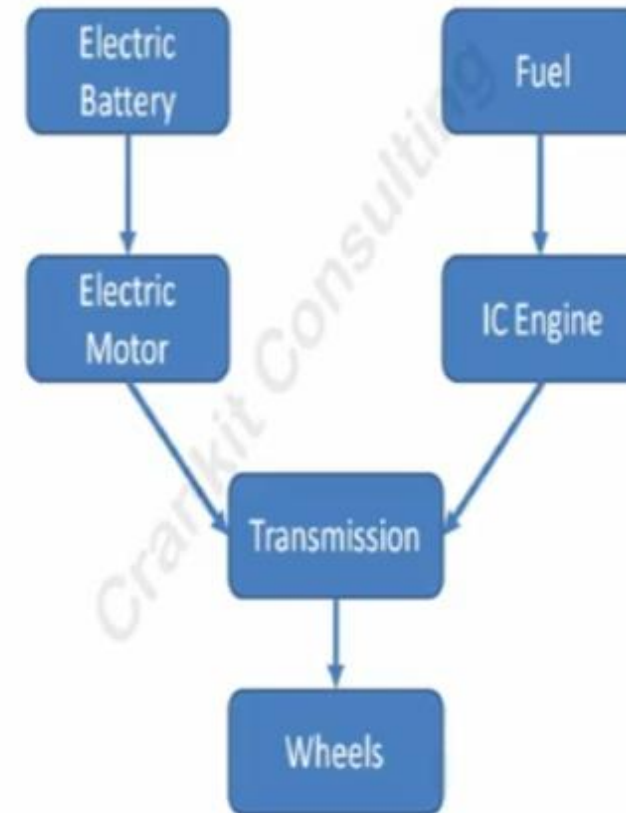 Electric
Battery
Fuel
Electric
Motor
IC Engine
Transmission
Wheels
Crankit Consulting